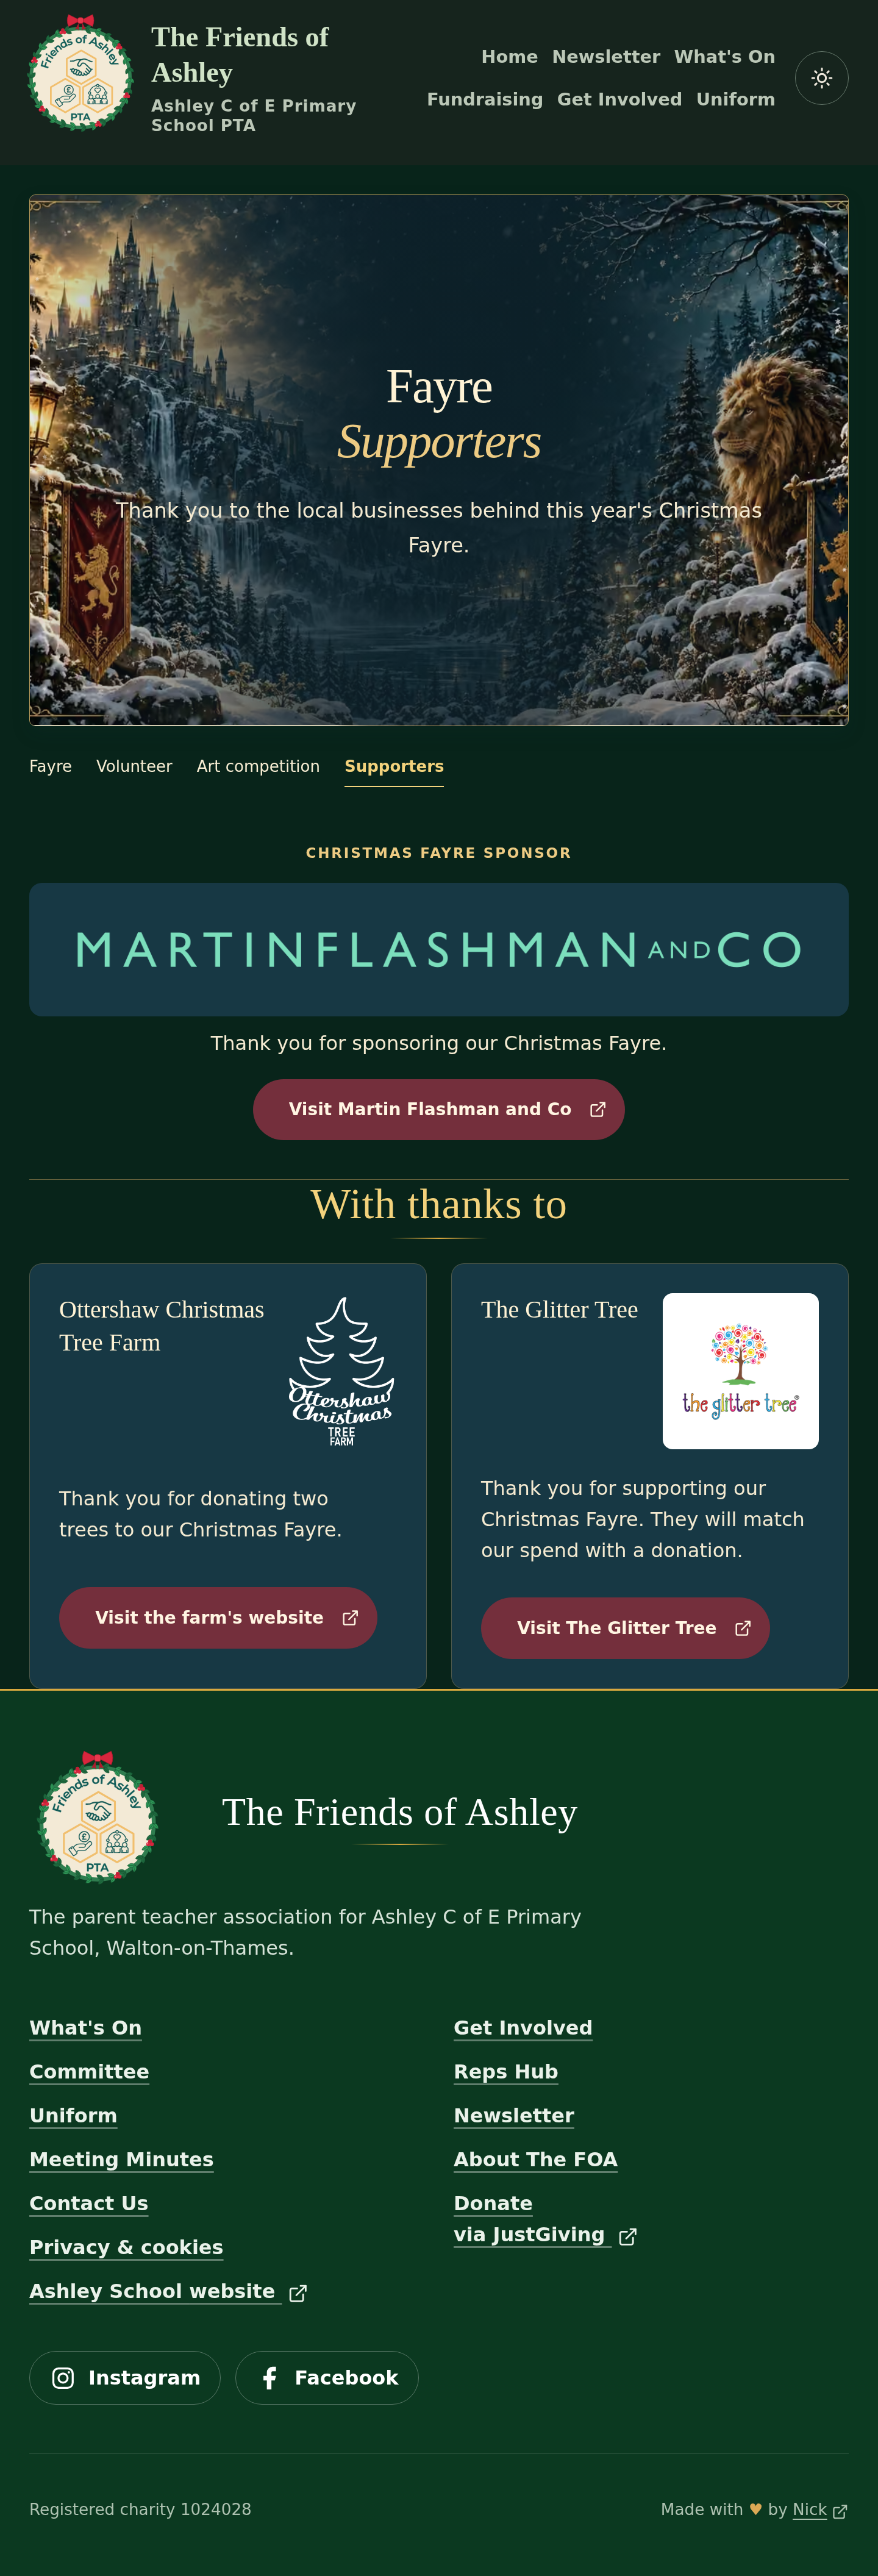 Friends of Ashley
PTA
The Friends of
Ashley
Ashley C of E Primary
School PTA
Home Newsletter What's On
Fundraising Get Involved Uniform
Fayre
Supporters
Thank you to the local businesses behind this year's Christmas
Fayre.
Fayre Volunteer Art competition Supporters
CHRISTMAS FAYRE SPONSOR
MARTINFLASHMANANDCO
Thank you for sponsoring our Christmas Fayre.
Visit Martin Flashman and Co
With thanks to
Ottershaw Christmas
Tree Farm
Ottershaw
Christmas
TREE
FARM
Thank you for donating two
trees to our Christmas Fayre.
Visit the farm's website
The Glitter Tree
the glitter tree®
Thank you for supporting our
Christmas Fayre. They will match
our spend with a donation.
Visit The Glitter Tree
Friends of Ashley
PTA
The Friends of Ashley
The parent teacher association for Ashley C of E Primary
School, Walton-on-Thames.
What's On
Committee
Uniform
Meeting Minutes
Contact Us
Privacy & cookies
Ashley School website
Get Involved
Reps Hub
Newsletter
About The FOA
Donate
via JustGiving
Instagram
Facebook
Registered charity 1024028
Made with ♥ by Nick